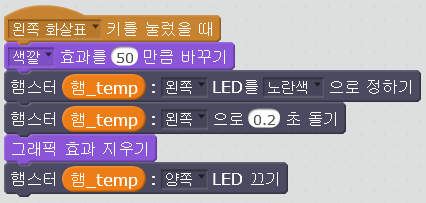 왼쪽 화살표 키를 눌렀을 때
색깔 효과를 50 만큼 바꾸기
햄스터 햄_temp : 왼쪽 LED를 노란색 으로 정하기
햄스터 햄_temp : 왼쪽 으로 0.2 초 돌기
그래픽 효과 지우기
햄스터 햄_temp : 양쪽 LED 끄기